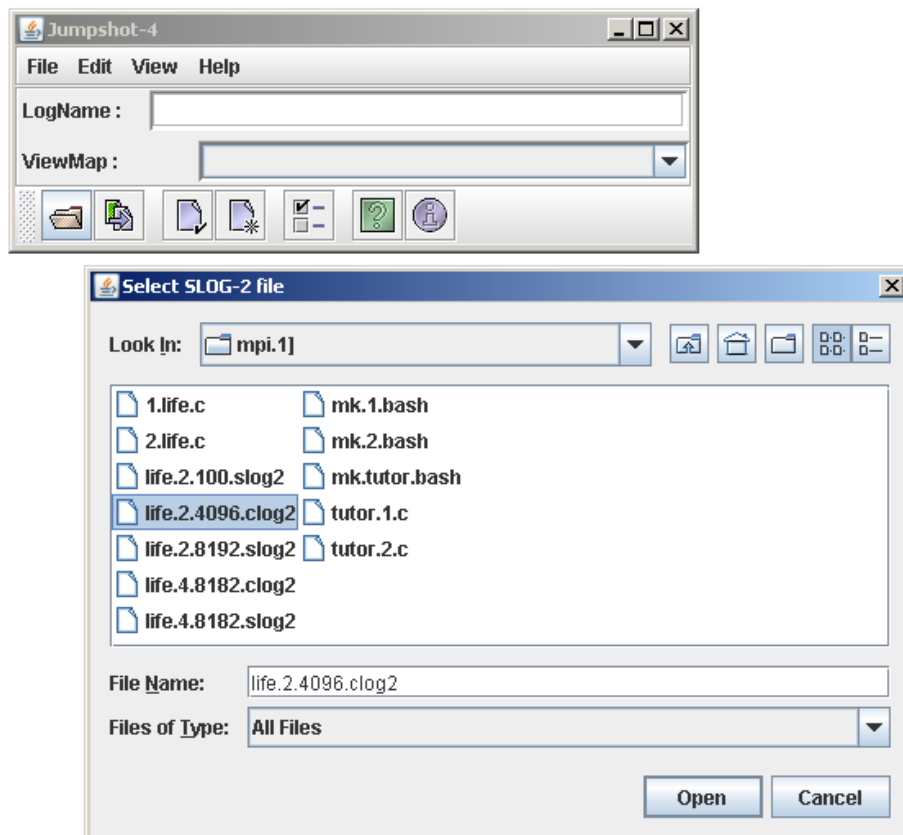 Jumpshot-4
File Edit View Help
LogName :
ViewMap :
Select SLOG-2 file
Look In: mpi.1]
1.life.c mk.1.bash
2.life.c mk.2.bash
life.2.100.slog2 mk.tutor.bash
life.2.4096.clog2 tutor.1.c
life.2.8192.slog2 tutor.2.c
life.4.8182.clog2
life.4.8182.slog2
File Name: life.2.4096.clog2
Files of Type: All Files
Open Cancel